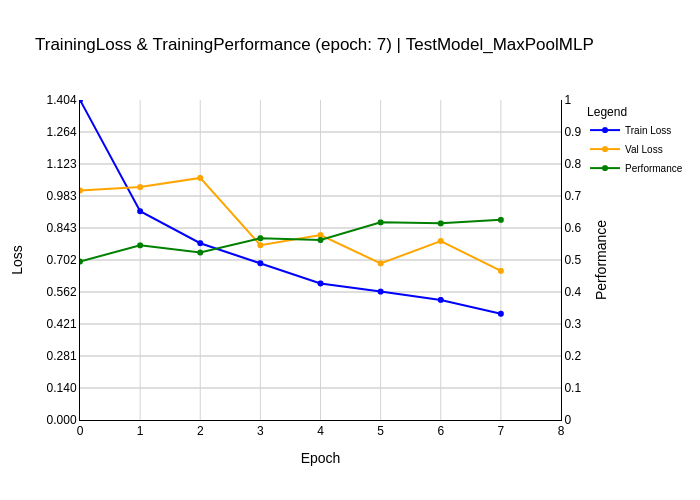 TrainingLoss & TrainingPerformance (epoch: 7) | TestModel_MaxPoolMLP
1.404
1.264
1.123
0.983
0.843
0.702
0.562
0.421
0.281
0.140
0.000
Loss
0 1 2 3 4 5 6 7 8
Epoch
1
0.9
0.8
0.7
0.6
0.5
0.4
0.3
0.2
0.1
0
Performance
Legend
Train Loss
Val Loss
Performance